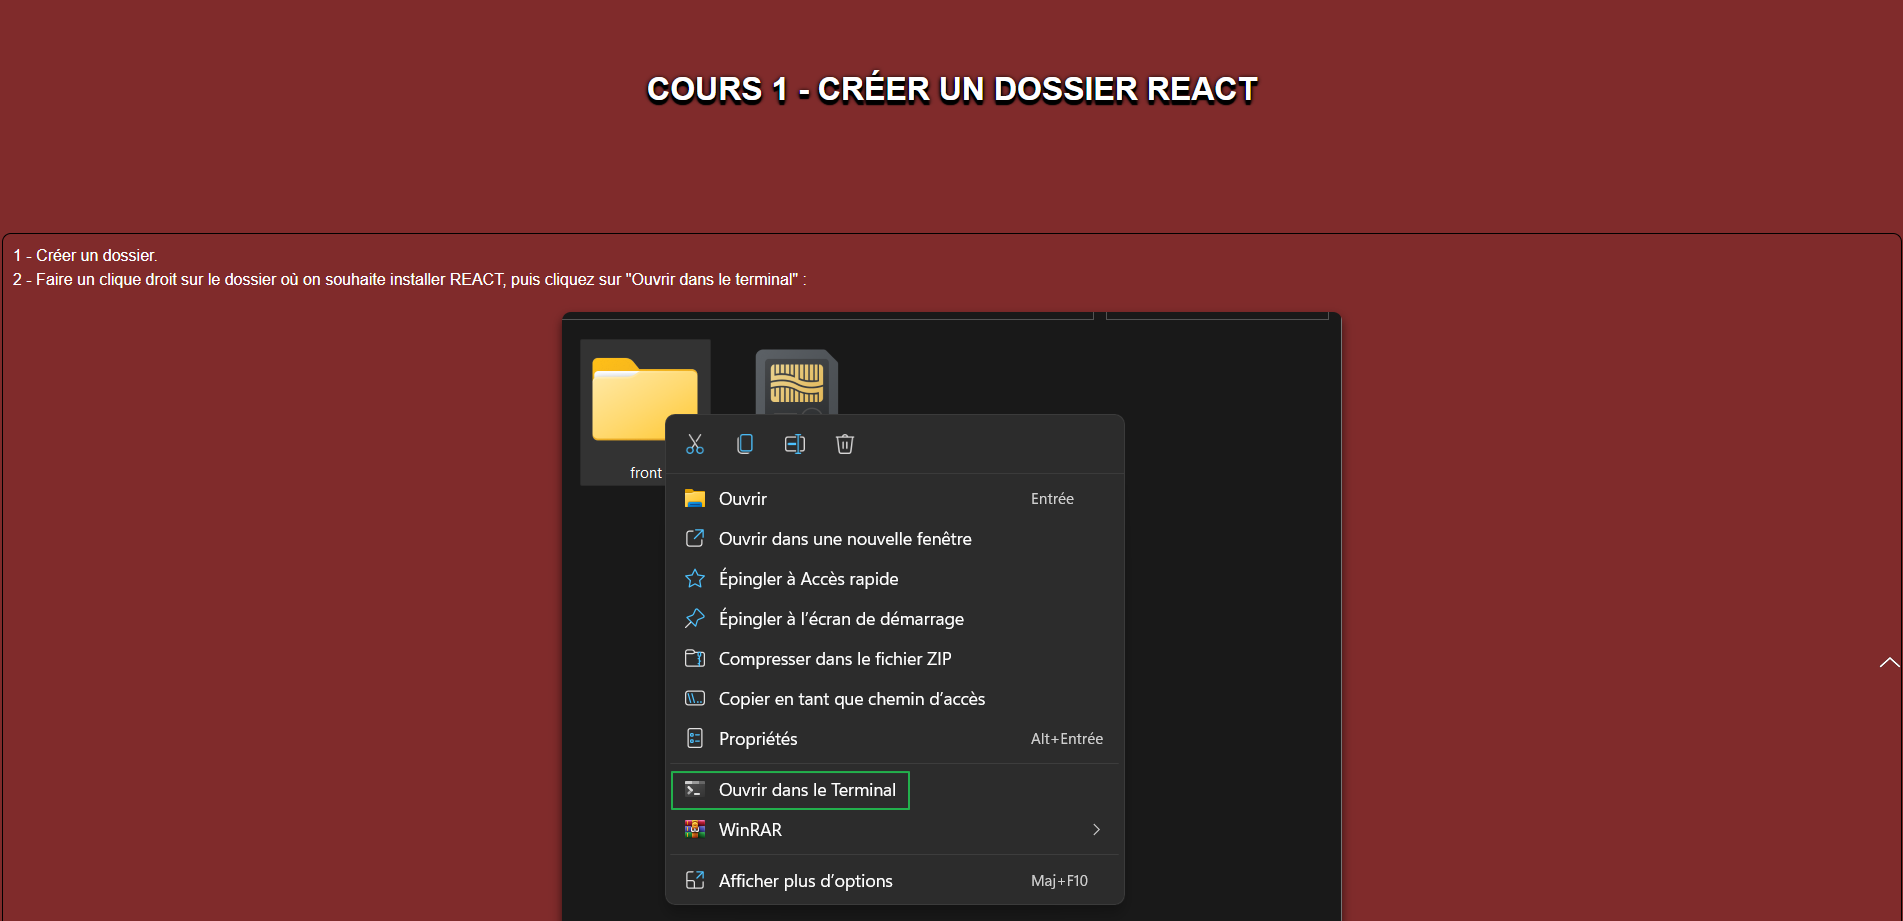 COURS 1 - CRÉER UN DOSSIER REACT
1 - Créer un dossier.
2 - Faire un clique droit sur le dossier où on souhaite installer REACT, puis cliquez sur "Ouvrir dans le terminal" :
front
Ouvrir Entrée
Ouvrir dans une nouvelle fenêtre
Épingler à Accès rapide
Épingler à l’écran de démarrage
Compresser dans le fichier ZIP
Copier en tant que chemin d’accès
Propriétés Alt+Entrée
Ouvrir dans le Terminal
WinRAR
Afficher plus d’options Maj+F10